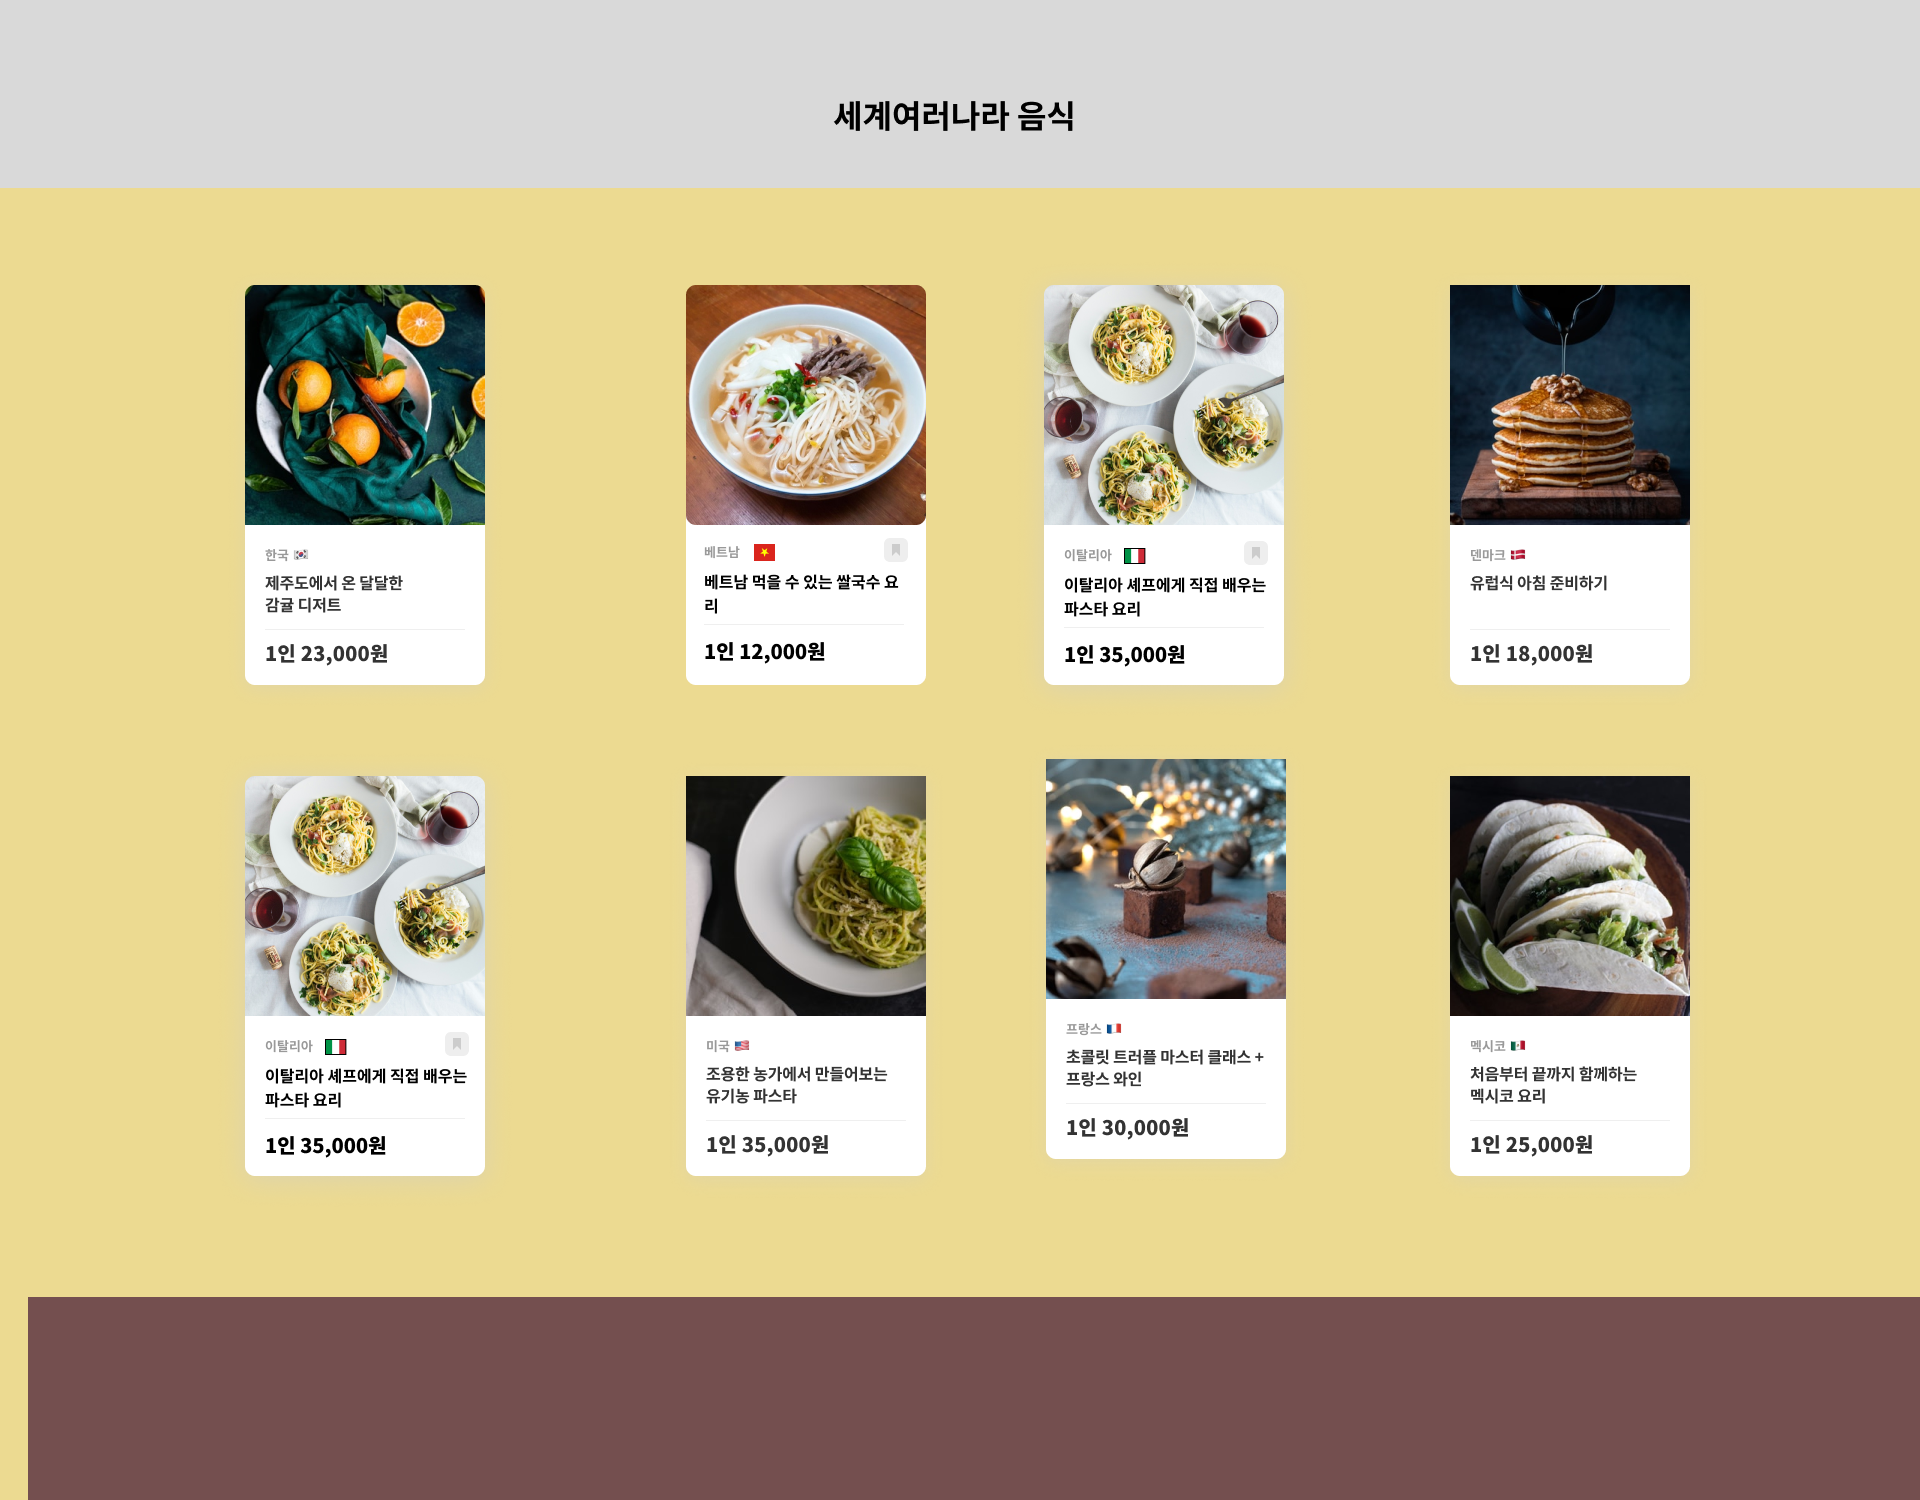 세계여러나라 음식
한국
제주도에서 온 달달한
감귤 디저트
1인 23,000원
베트남
베트남 먹을 수 있는 쌀국수 요
리
1인 12,000원
이탈리아
이탈리아 셰프에게 직접 배우는
파스타 요리
1인 35,000원
덴마크
유럽식 아침 준비하기
1인 18,000원
이탈리아
이탈리아 셰프에게 직접 배우는
파스타 요리
1인 35,000원
미국
조용한 농가에서 만들어보는
유기농 파스타
1인 35,000원
프랑스
초콜릿 트러플 마스터 클래스 +
프랑스 와인
1인 30,000원
멕시코
처음부터 끝까지 함께하는
멕시코 요리
1인 25,000원